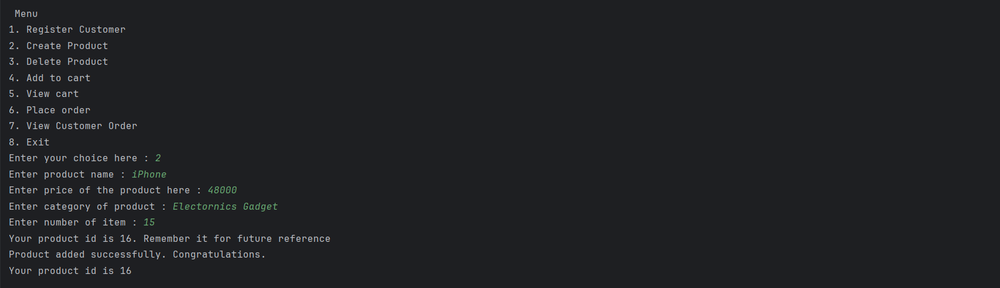 Menu
1. Register Customer
2. Create Product
3. Delete Product
4. Add to cart
5. View cart
6. Place order
7. View Customer Order
8. Exit
Enter your choice here : 2
Enter product name : iPhone
Enter price of the product here : 48000
Enter category of product : Electornics Gadget
Enter number of item : 15
Your product id is 16. Remember it for future reference
Product added successfully. Congratulations.
Your product id is 16